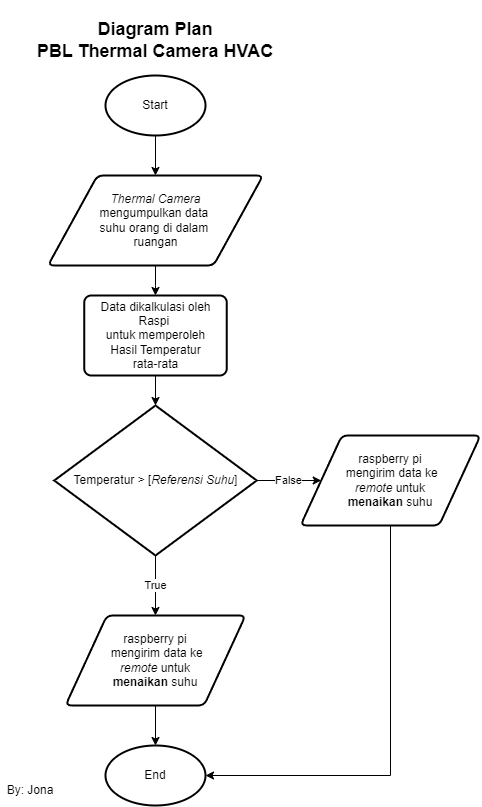 Diagram Plan
PBL Thermal Camera HVAC
Start
Thermal Camera
mengumpulkan data
suhu orang di dalam
ruangan
Data dikalkulasi oleh
Raspi
untuk memperoleh
Hasil Temperatur
rata-rata
Temperatur > [Referensi Suhu]
False
raspberry pi
mengirim data ke
remote untuk
menaikan suhu
True
raspberry pi
mengirim data ke
remote untuk
menaikan suhu
End
By: Jona